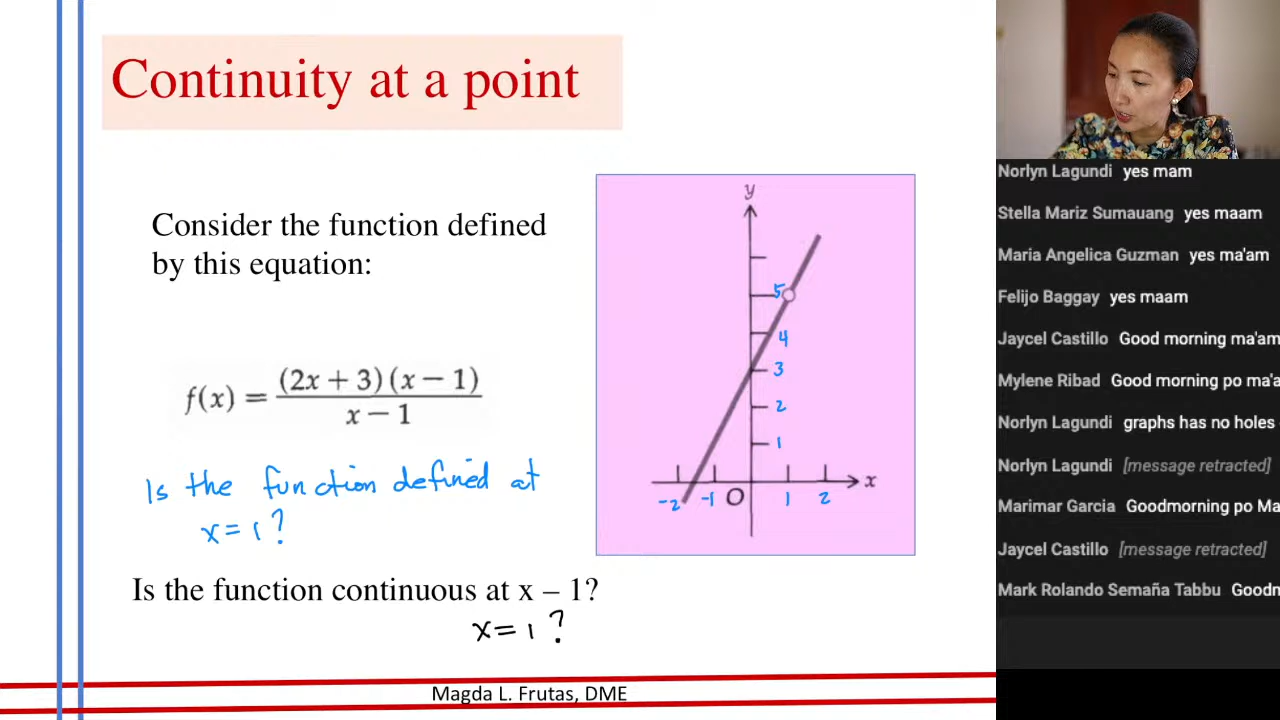 Continuity at a point
Consider the function defined
by this equation:
f(x) = (2x + 3)(x − 1)
x − 1
Is the function defined at
x = 1 ?
Is the function continuous at x – 1?
x = 1 ?
y
5
4
3
2
1
-2 -1 O 1 2 x
Magda L. Frutas, DME
Norlyn Lagundi yes mam
Stella Mariz Sumauang yes maam
Maria Angelica Guzman yes ma'am
Felijo Baggay yes maam
Jaycel Castillo Good morning ma'am
Mylene Ribad Good morning po ma'a
Norlyn Lagundi graphs has no holes
Norlyn Lagundi [message retracted]
Marimar Garcia Goodmorning po Ma
Jaycel Castillo [message retracted]
Mark Rolando Semaña Tabbu Goodn